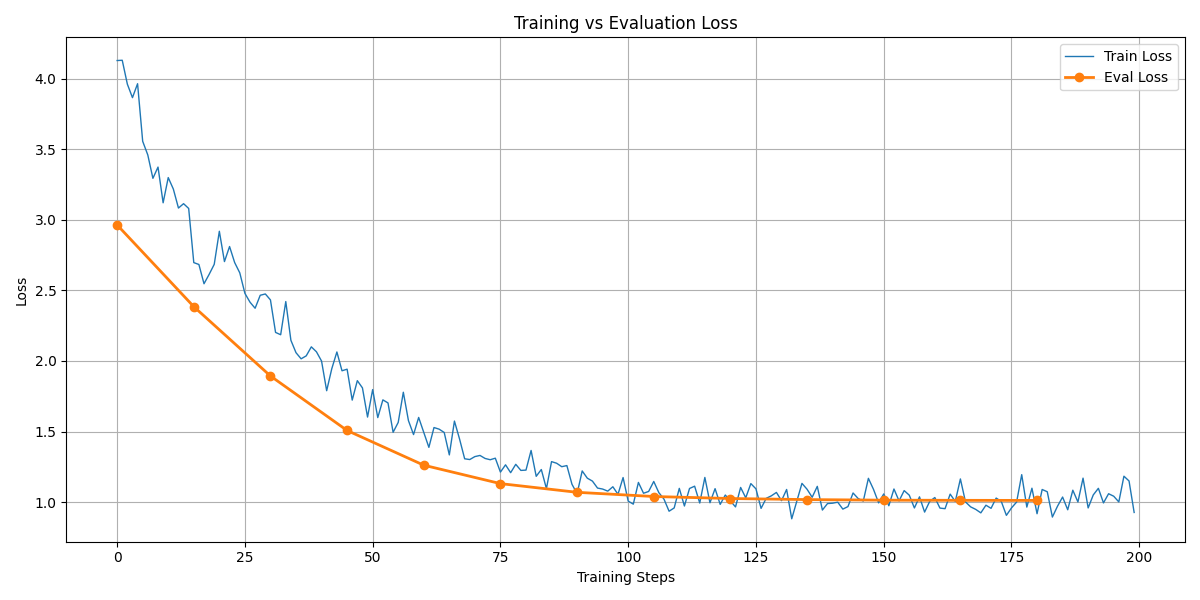 Training vs Evaluation Loss
Train Loss
Eval Loss
Loss
4.0
3.5
3.0
2.5
2.0
1.5
1.0
0 25 50 75 100 125 150 175 200
Training Steps